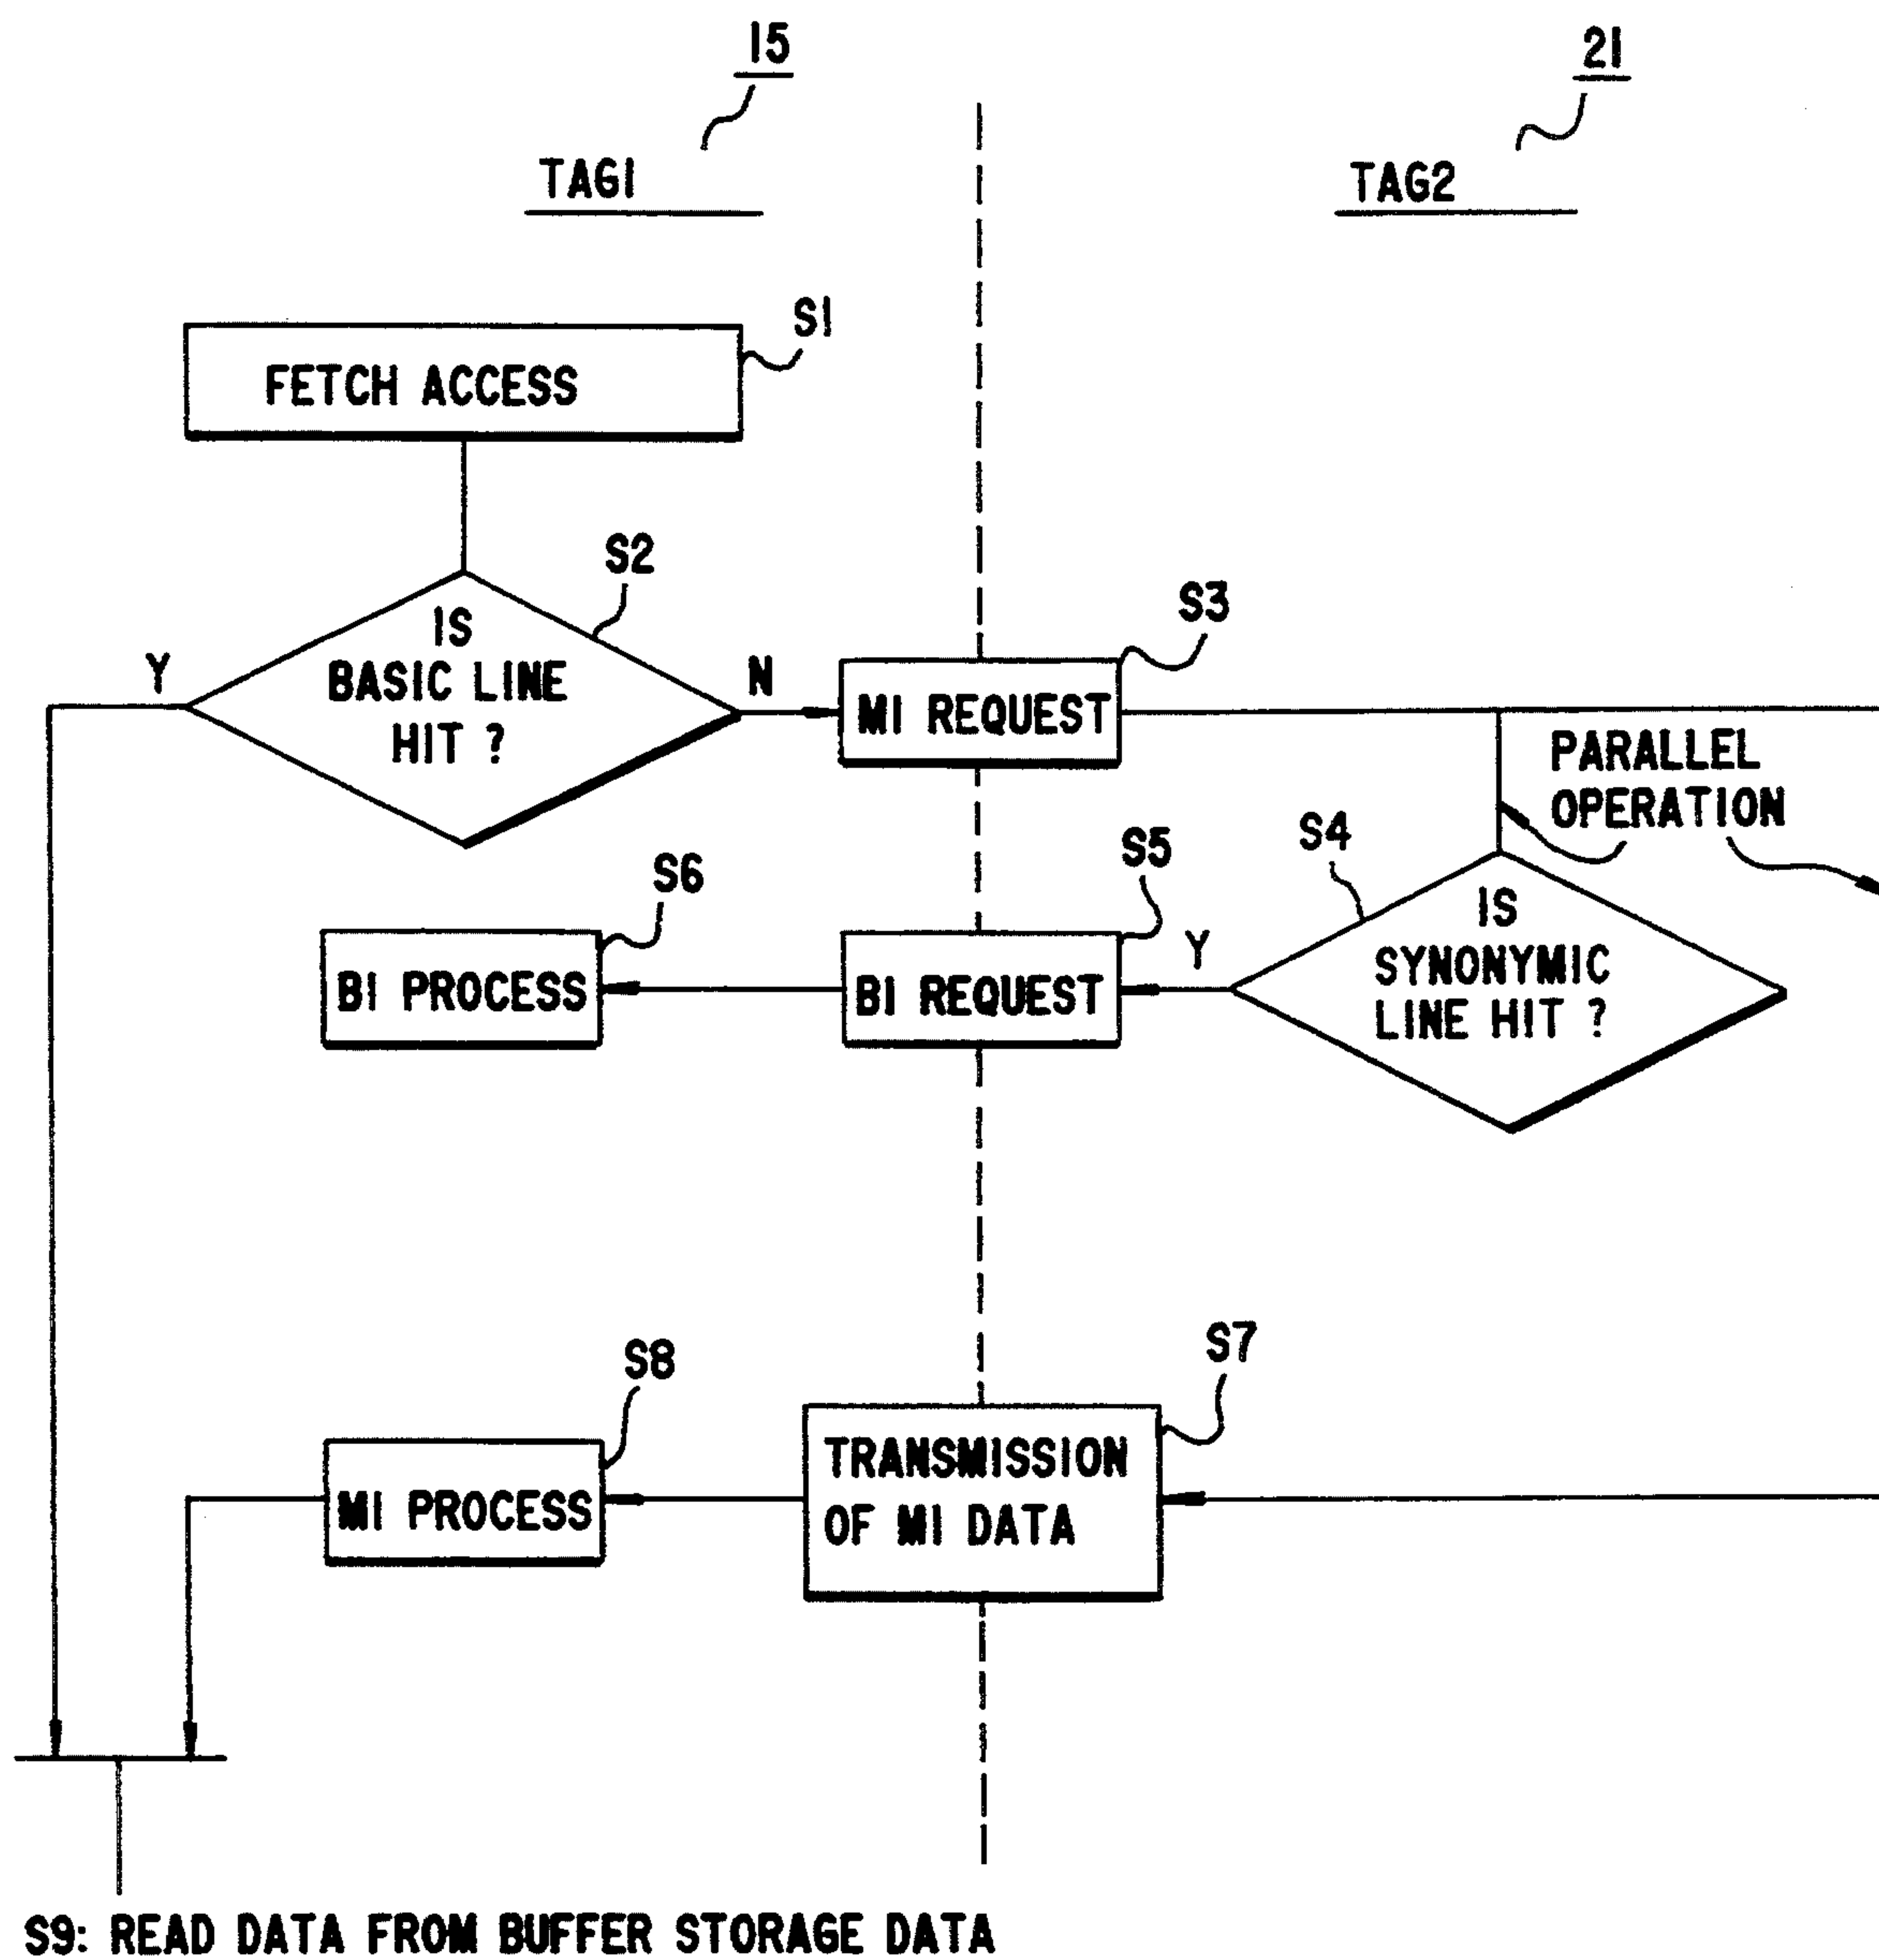 15
21
TAG1
TAG2
S1
FETCH ACCESS
S2
IS
BASIC LINE
HIT ?
Y
N
S3
MI REQUEST
PARALLEL
OPERATION
S4
IS
SYNONYMIC
LINE HIT ?
Y
S5
BI REQUEST
S6
BI PROCESS
S7
TRANSMISSION
OF MI DATA
S8
MI PROCESS
S9: READ DATA FROM BUFFER STORAGE DATA